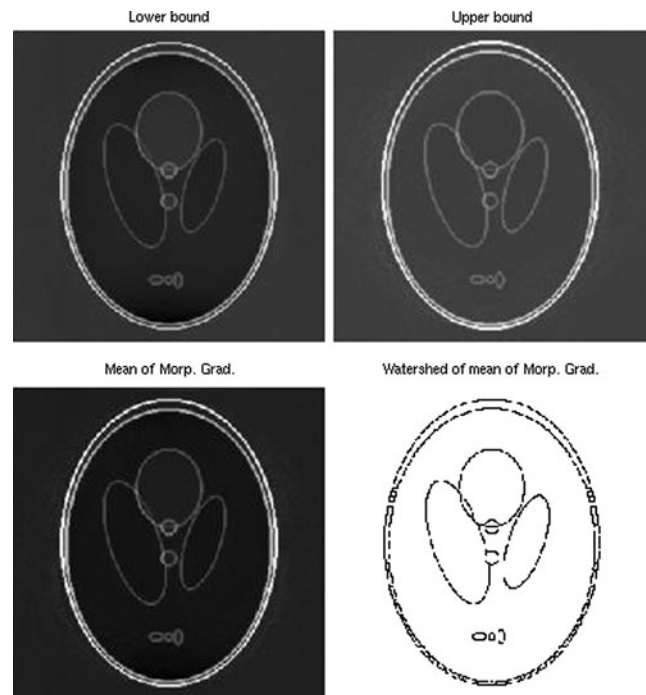 Lower bound
Upper bound
Mean of Morp. Grad.
Watershed of mean of Morp. Grad.